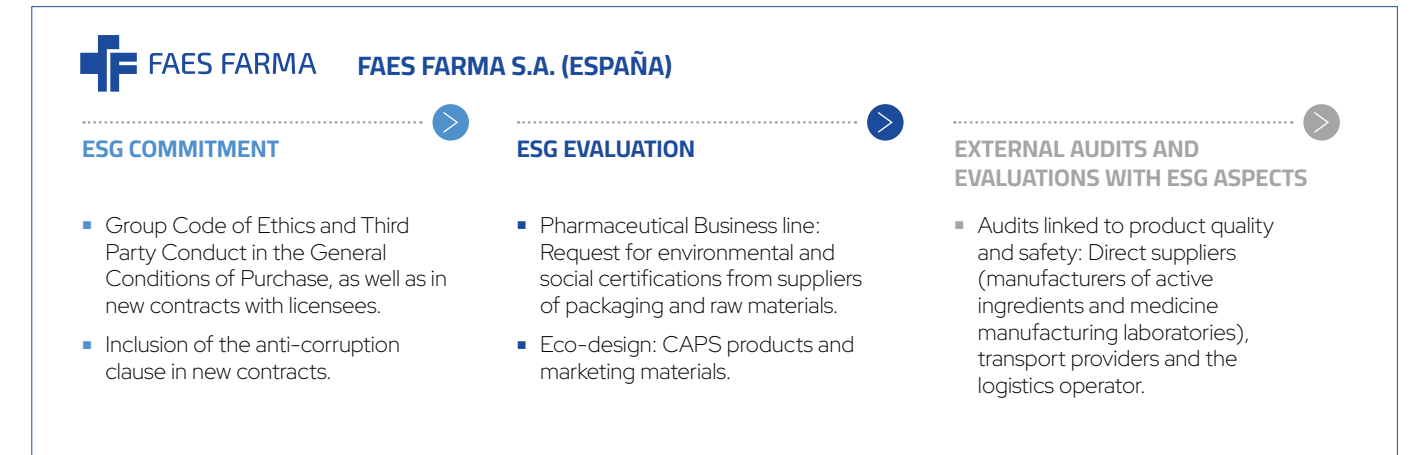 FAES FARMA
FAES FARMA S.A. (ESPAÑA)
ESG COMMITMENT
▪ Group Code of Ethics and Third
Party Conduct in the General
Conditions of Purchase, as well as in
new contracts with licensees.
▪ Inclusion of the anti-corruption
clause in new contracts.
ESG EVALUATION
▪ Pharmaceutical Business line:
Request for environmental and
social certifications from suppliers
of packaging and raw materials.
▪ Eco-design: CAPS products and
marketing materials.
EXTERNAL AUDITS AND
EVALUATIONS WITH ESG ASPECTS
▪ Audits linked to product quality
and safety: Direct suppliers
(manufacturers of active
ingredients and medicine
manufacturing laboratories),
transport providers and the
logistics operator.